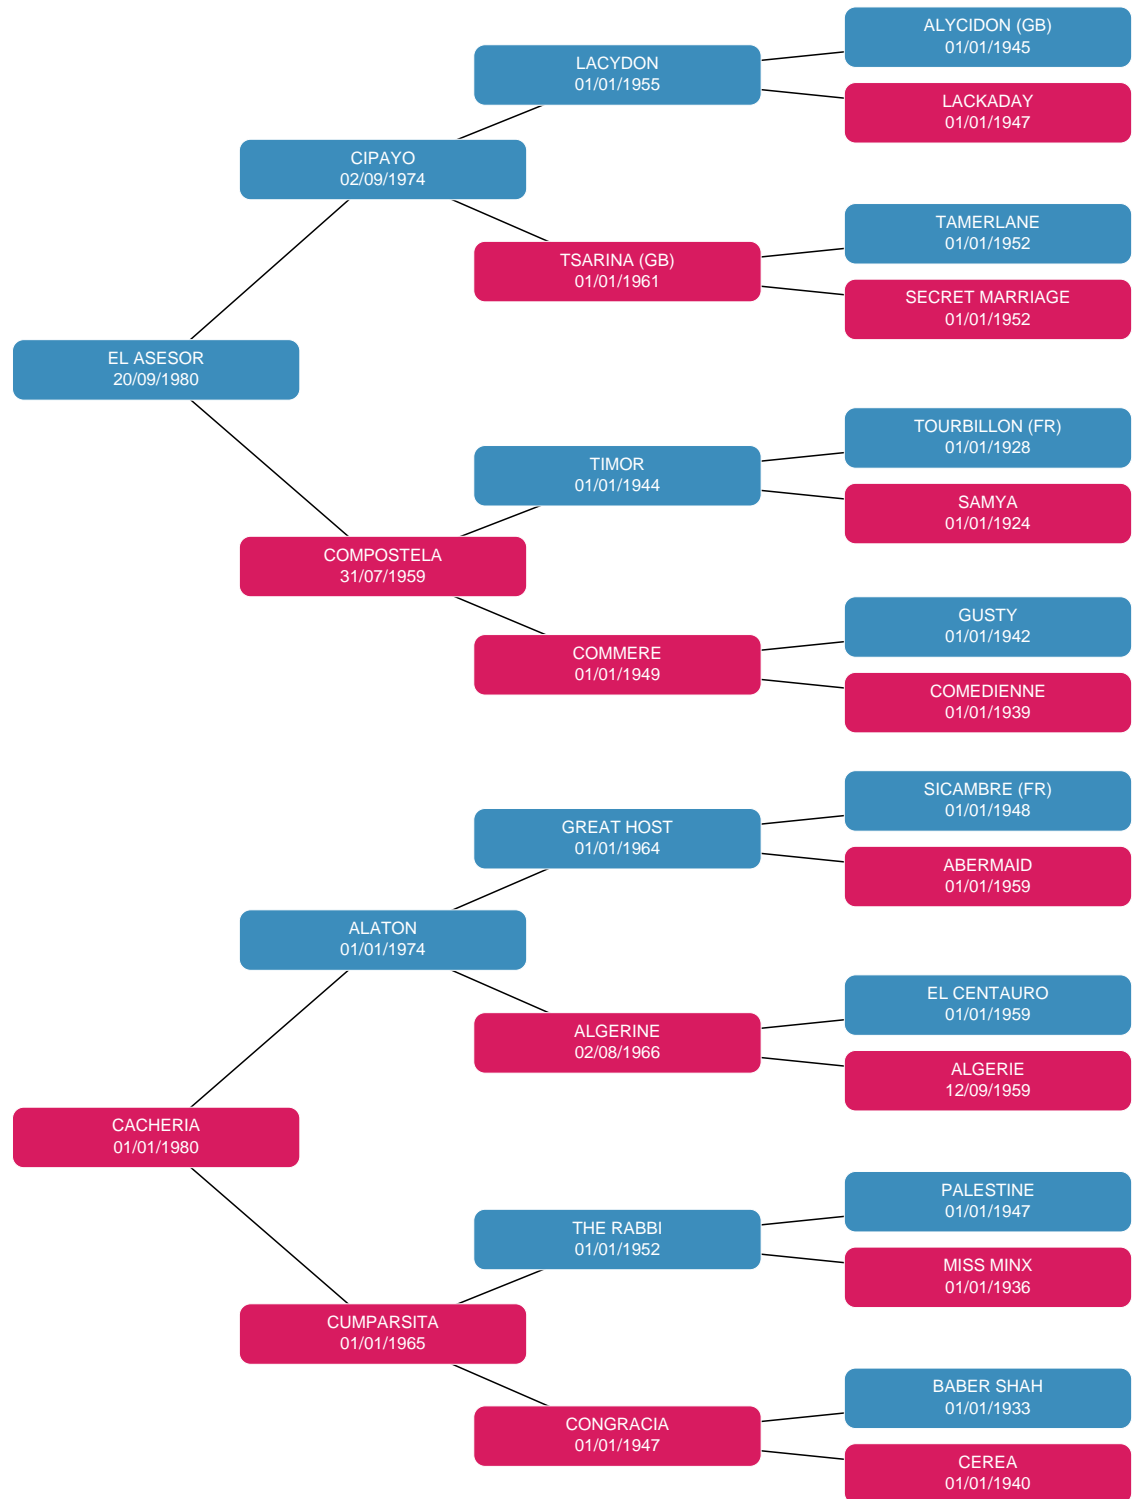 ALYCIDON (GB)
01/01/1945
LACYDON
01/01/1955
LACKADAY
01/01/1947
CIPAYO
02/09/1974
TAMERLANE
01/01/1952
TSARINA (GB)
01/01/1961
SECRET MARRIAGE
01/01/1952
EL ASESOR
20/09/1980
TOURBILLON (FR)
01/01/1928
TIMOR
01/01/1944
SAMYA
01/01/1924
COMPOSTELA
31/07/1959
GUSTY
01/01/1942
COMMERE
01/01/1949
COMEDIENNE
01/01/1939
SICAMBRE (FR)
01/01/1948
GREAT HOST
01/01/1964
ABERMAID
01/01/1959
ALATON
01/01/1974
EL CENTAURO
01/01/1959
ALGERINE
02/08/1966
ALGERIE
12/09/1959
CACHERIA
01/01/1980
PALESTINE
01/01/1947
THE RABBI
01/01/1952
MISS MINX
01/01/1936
CUMPARSITA
01/01/1965
BABER SHAH
01/01/1933
CONGRACIA
01/01/1947
CEREA
01/01/1940